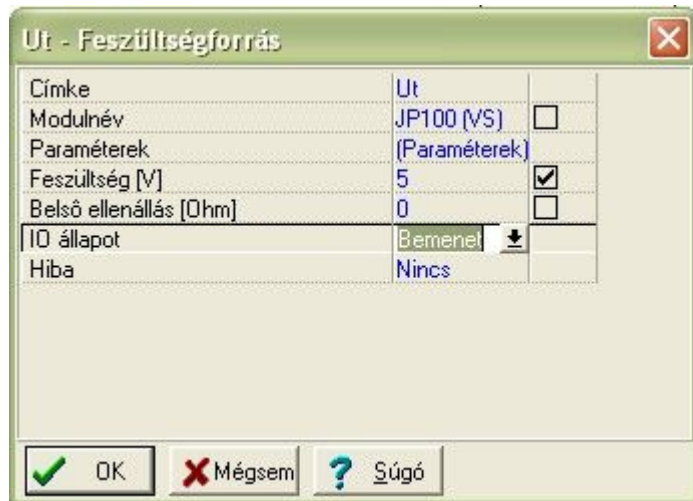 Ut - Feszültségforrás
Címke Ut
Modulnév JP100 (VS)
Paraméterek (Paraméterek)
Feszültség [V] 5
Belsô ellenállás [Ohm] 0
IO állapot Bemenet
Hiba Nincs
OK Mégsem Súgó